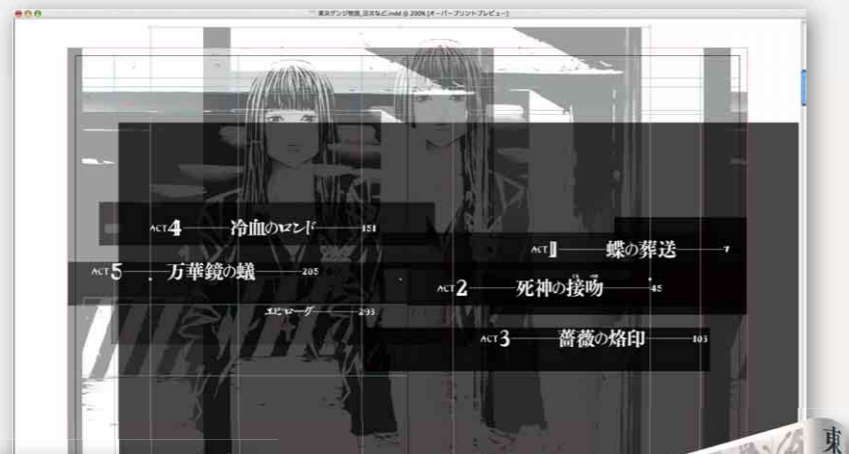 東京ゲンジ物語_目次など.indd @ 200% [オーバープリントプレビュー]
ACT 1 蝶の葬送 7
ACT 2 死神の接吻 45
ACT 3 薔薇の烙印 103
ACT 4 冷血のロンド 151
ACT 5 万華鏡の蟻 205
エピローグ 293
東